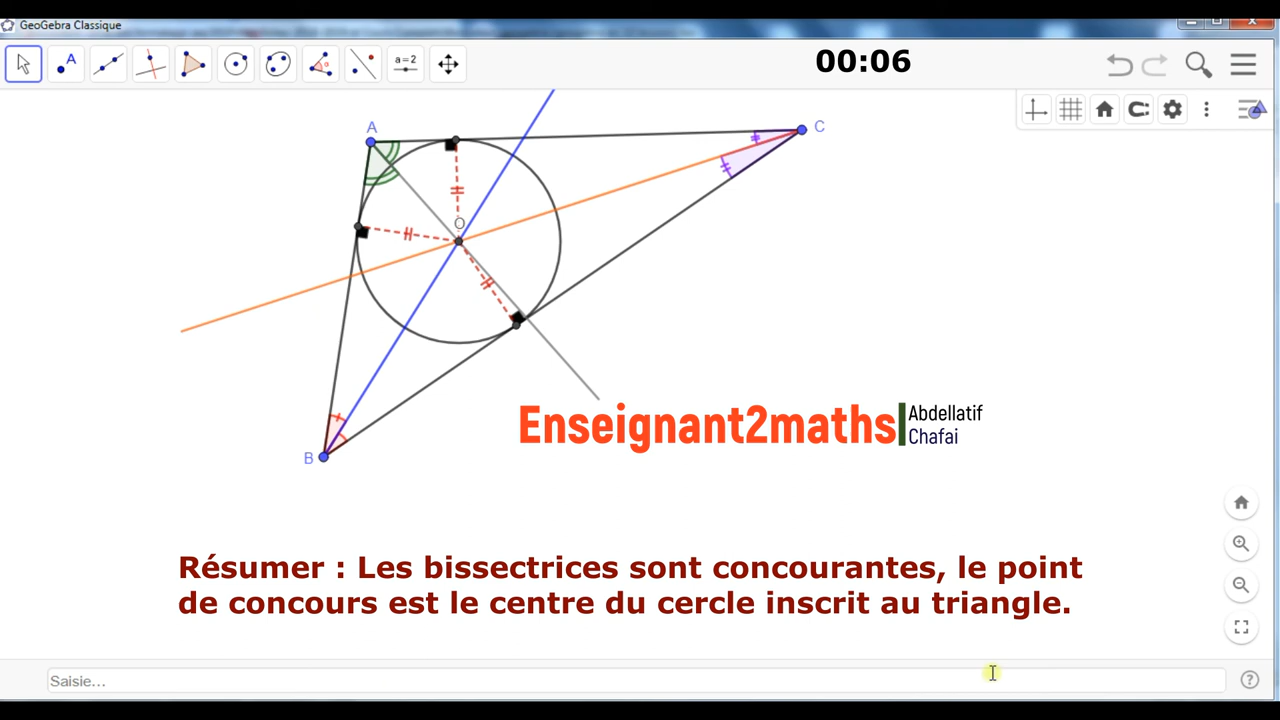 GeoGebra Classique
A
a=2
00:06
A
C
O
B
Enseignant2maths
Abdellatif
Chafai
Résumer : Les bissectrices sont concourantes, le point
de concours est le centre du cercle inscrit au triangle.
Saisie...